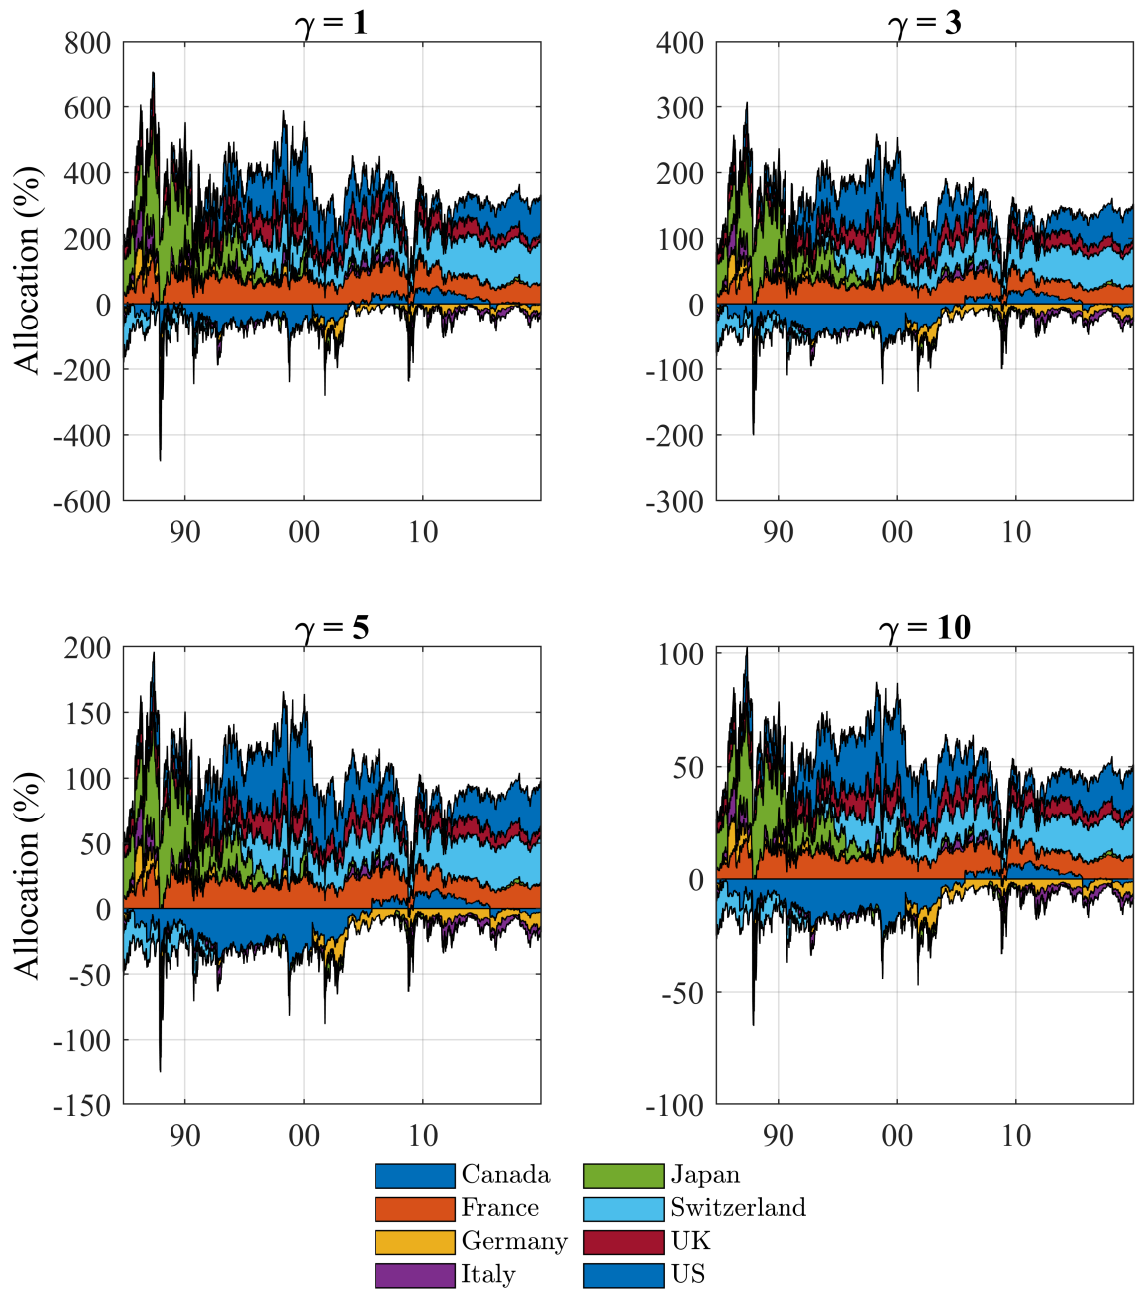 γ = 1
γ = 3
800
600
400
200
0
-200
-400
-600
Allocation (%)
90 00 10
400
300
200
100
0
-100
-200
-300
90 00 10
γ = 5
γ = 10
200
150
100
50
0
-50
-100
-150
Allocation (%)
90 00 10
100
50
0
-50
-100
90 00 10
Canada
France
Germany
Italy
Japan
Switzerland
UK
US